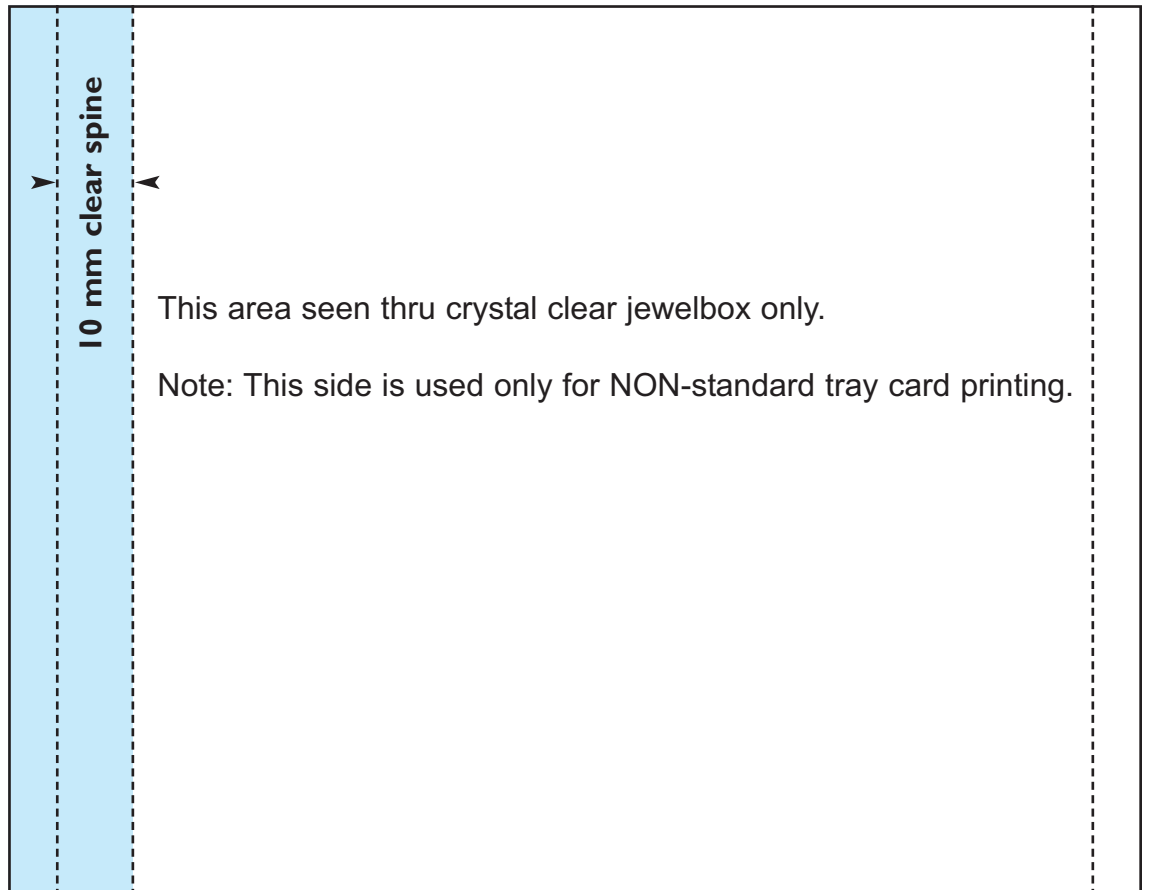 10 mm clear spine
This area seen thru crystal clear jewelbox only.
Note: This side is used only for NON-standard tray card printing.